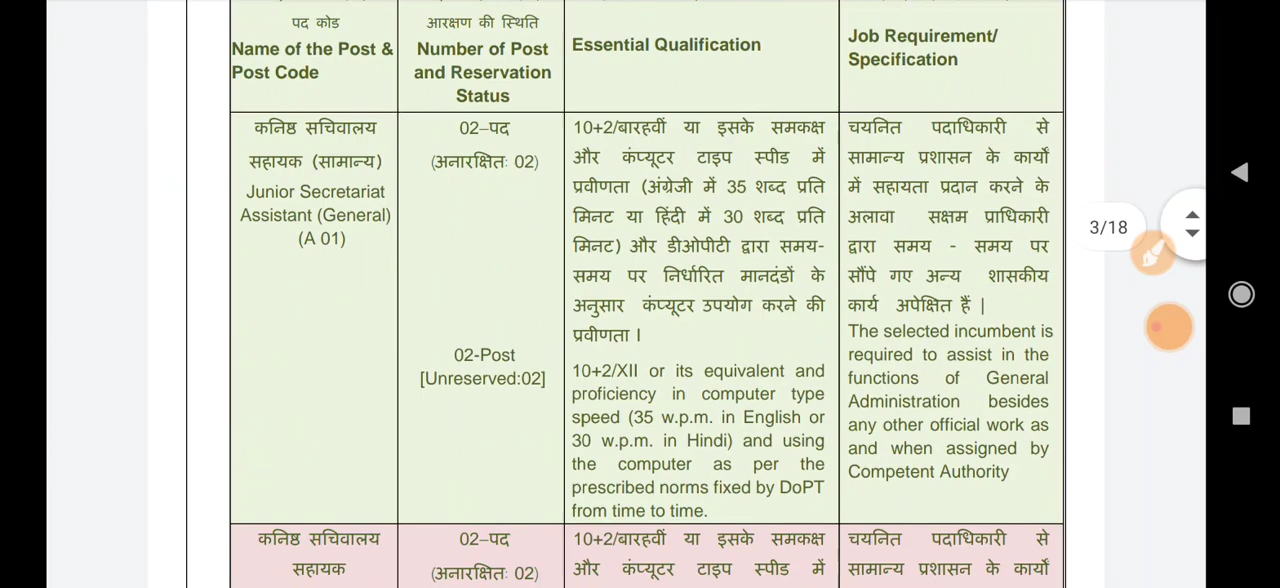 पद कोड
Name of the Post &
Post Code
आरक्षण की स्थिति
Number of Post
and Reservation
Status
Essential Qualification
Job Requirement/
Specification
कनिष्ठ सचिवालय
सहायक (सामान्य)
Junior Secretariat
Assistant (General)
(A 01)
02–पद
(अनारक्षितः 02)
02-Post
[Unreserved:02]
10+2/बारहवीं या इसके समकक्ष
और कंप्यूटर टाइप स्पीड में
प्रवीणता (अंग्रेजी में 35 शब्द प्रति
मिनट या हिंदी में 30 शब्द प्रति
मिनट) और डीओपीटी द्वारा समय-
समय पर निर्धारित मानदंडों के
अनुसार कंप्यूटर उपयोग करने की
प्रवीणता ।
10+2/XII or its equivalent and
proficiency in computer type
speed (35 w.p.m. in English or
30 w.p.m. in Hindi) and using
the computer as per the
prescribed norms fixed by DoPT
from time to time.
चयनित पदाधिकारी से
सामान्य प्रशासन के कार्यों
में सहायता प्रदान करने के
अलावा सक्षम प्राधिकारी
द्वारा समय - समय पर
सौंपे गए अन्य शासकीय
कार्य अपेक्षित हैं |
The selected incumbent is
required to assist in the
functions of General
Administration besides
any other official work as
and when assigned by
Competent Authority
कनिष्ठ सचिवालय
सहायक
02–पद
(अनारक्षितः 02)
10+2/बारहवीं या इसके समकक्ष
और कंप्यूटर टाइप स्पीड में
चयनित पदाधिकारी से
सामान्य प्रशासन के कार्यों
3/18